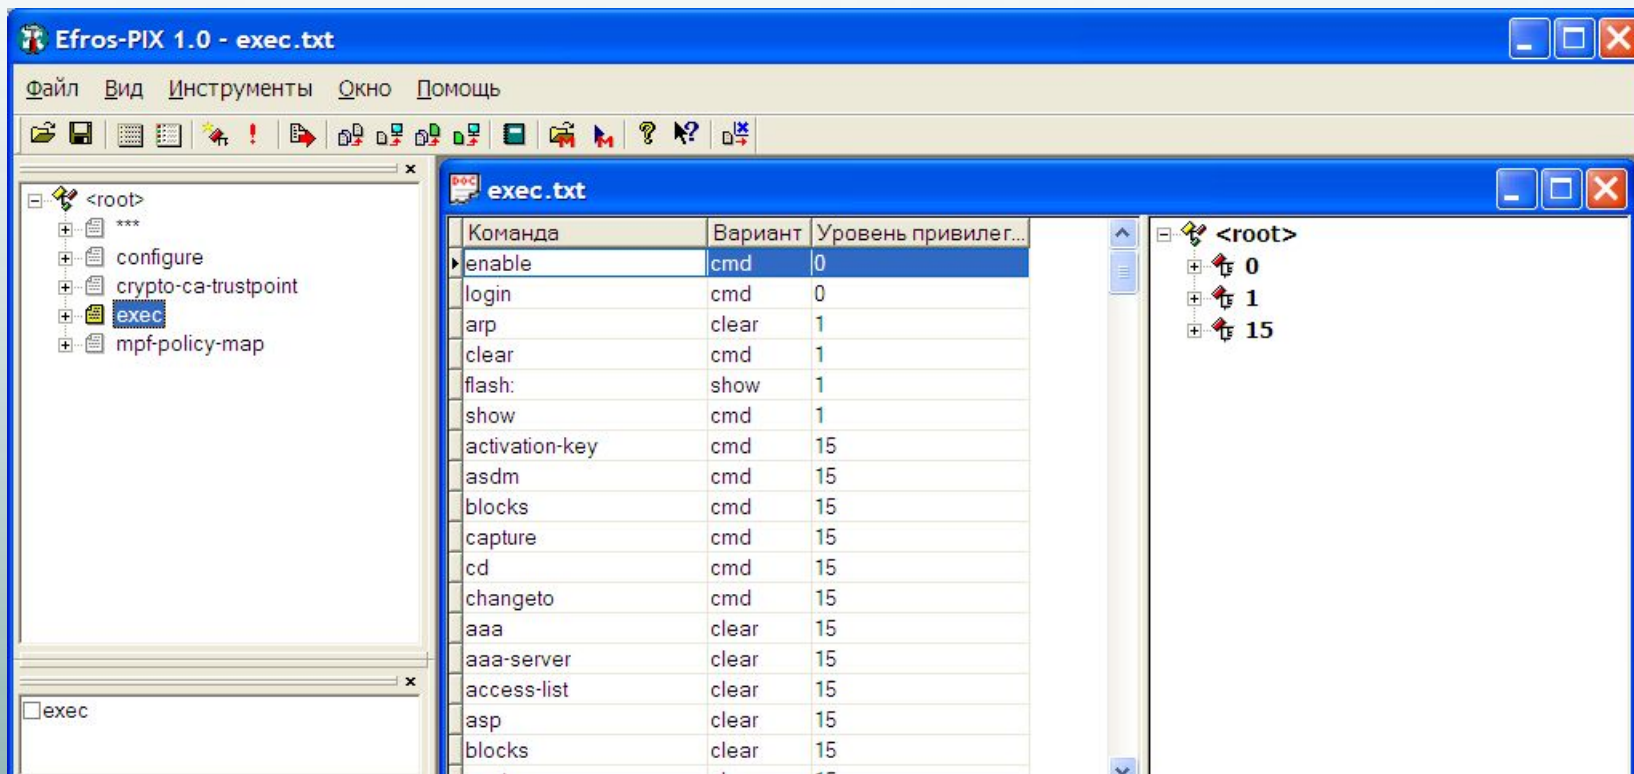 Efros-PIX 1.0 - exec.txt
Файл Вид Инструменты Окно Помощь
<root>
***
configure
crypto-ca-trustpoint
exec
mpf-policy-map
exec
exec.txt
Команда Вариант Уровень привилег...
enable cmd 0
login cmd 0
arp clear 1
clear cmd 1
flash: show 1
show cmd 1
activation-key cmd 15
asdm cmd 15
blocks cmd 15
capture cmd 15
cd cmd 15
changeto cmd 15
aaa clear 15
aaa-server clear 15
access-list clear 15
asp clear 15
blocks clear 15
<root>
0
1
15